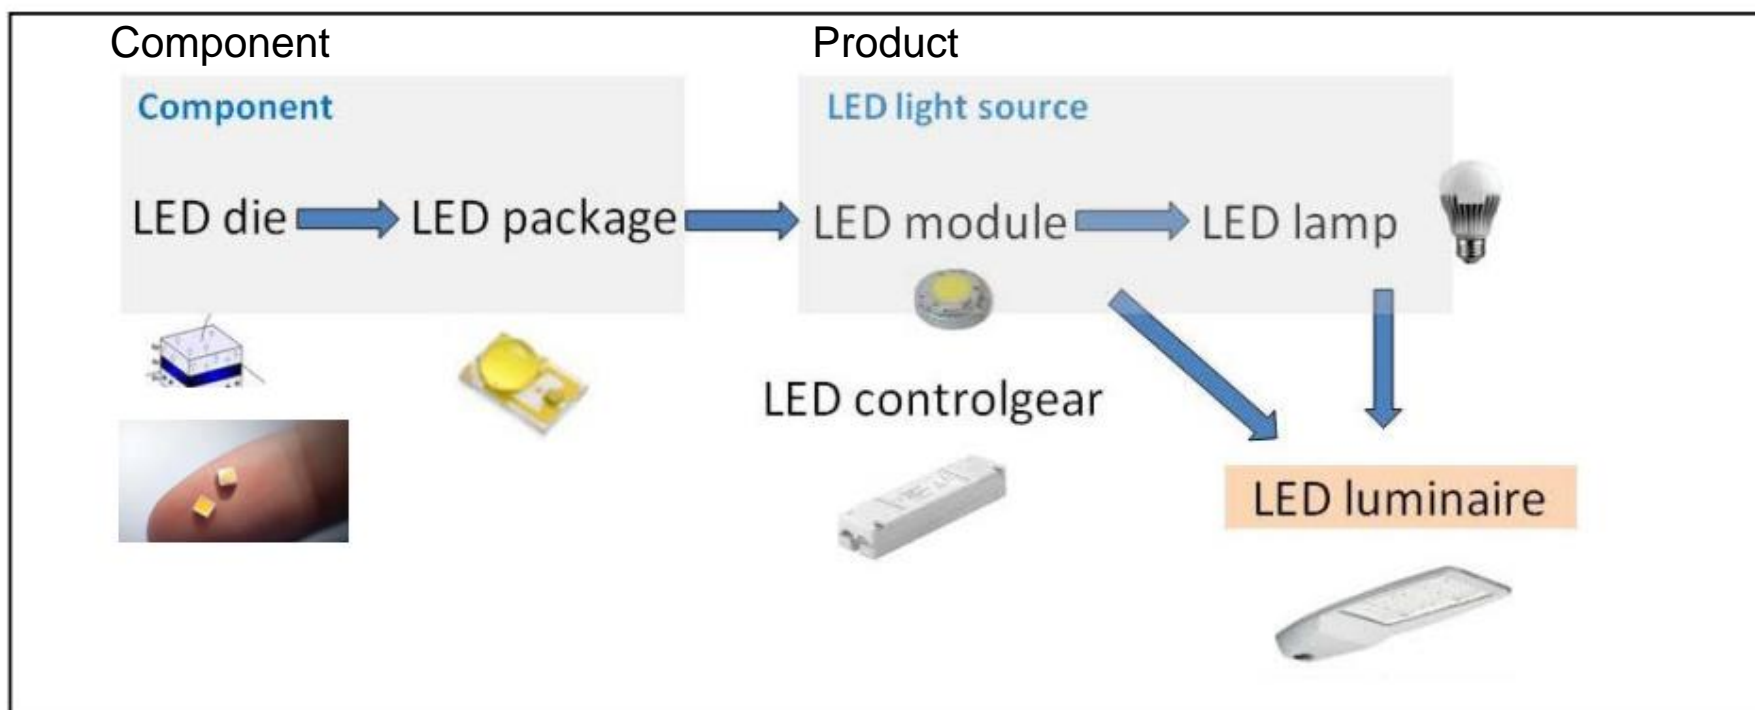 Component
Product
Component
LED light source
LED die
LED package
LED module
LED lamp
LED controlgear
LED luminaire